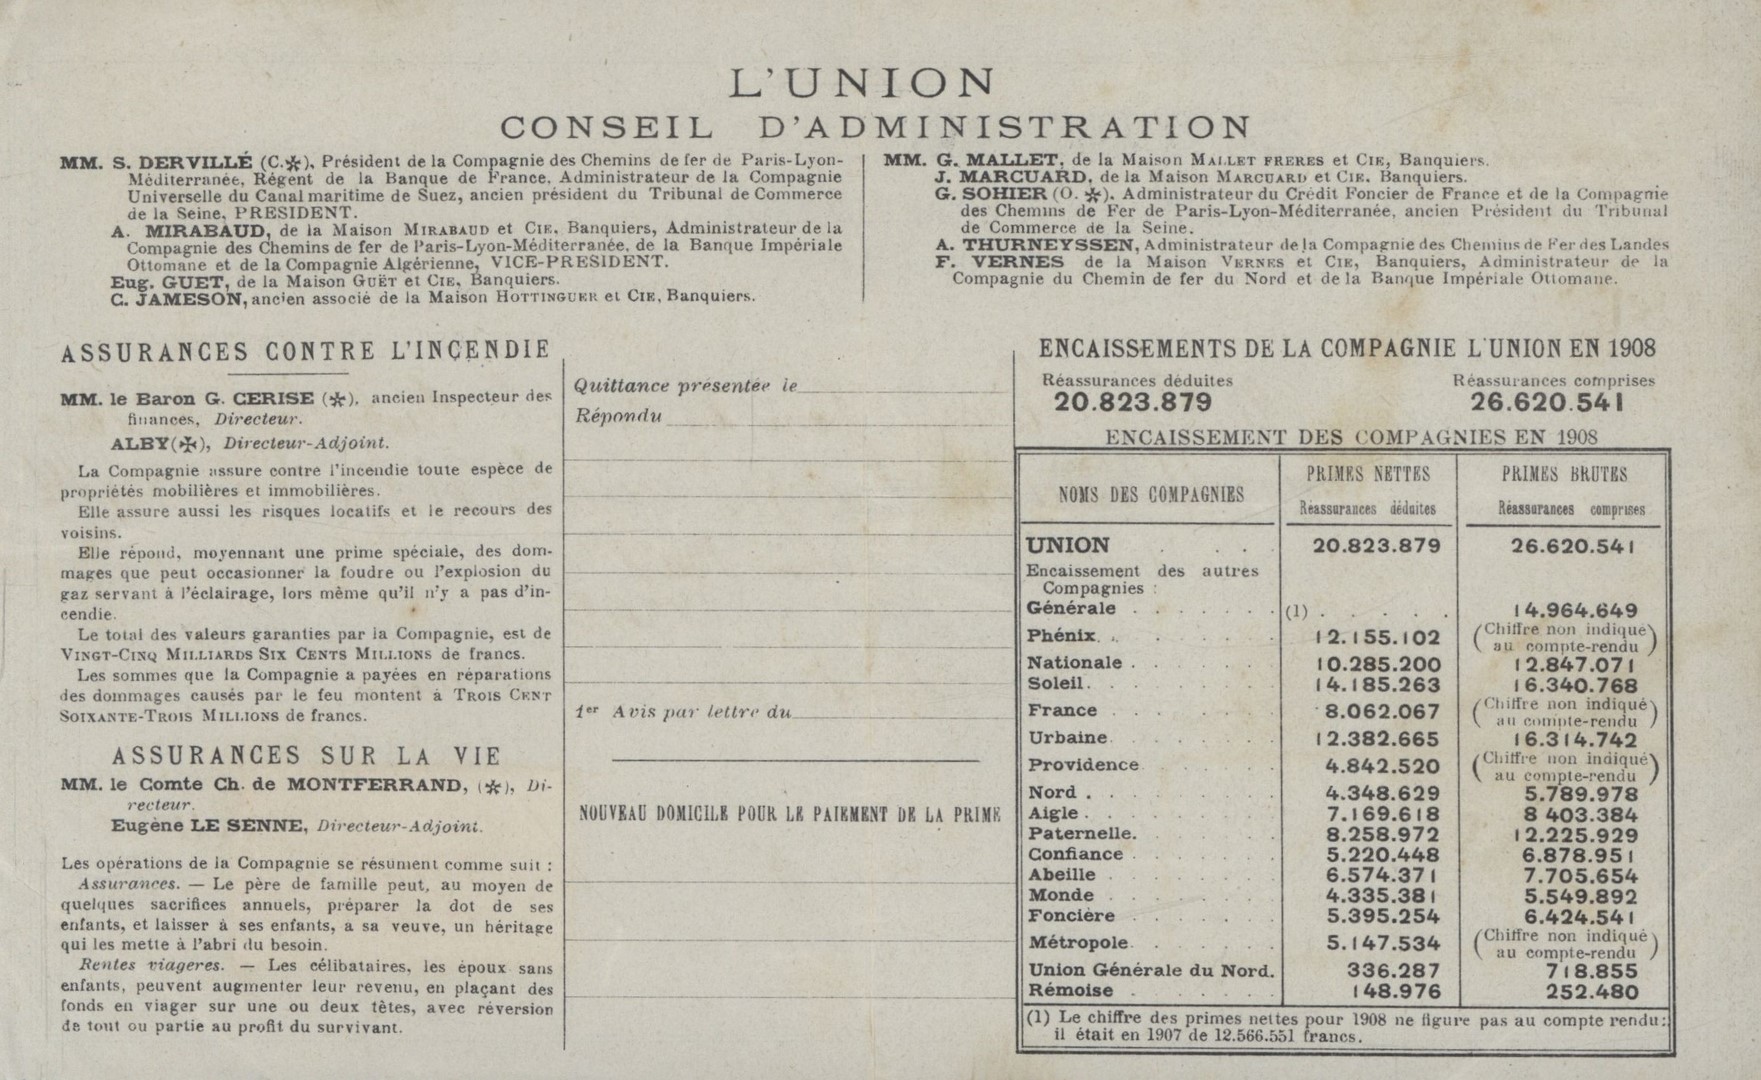 L'UNION
CONSEIL D'ADMINISTRATION
MM. S. DERVILLÉ (C.✻), Président de la Compagnie des Chemins de fer de Paris-Lyon-
Méditerranée, Régent de la Banque de France, Administrateur de la Compagnie
Universelle du Canal maritime de Suez, ancien président du Tribunal de Commerce
de la Seine, PRESIDENT.
A. MIRABAUD, de la Maison MIRABAUD et CIE, Banquiers, Administrateur de la
Compagnie des Chemins de fer de Paris-Lyon-Méditerranée, de la Banque Impériale
Ottomane et de la Compagnie Algérienne, VICE-PRESIDENT.
Eug. GUET, de la Maison GUËT et CIE, Banquiers.
C. JAMESON, ancien associé de la Maison HOTTINGUER et CIE, Banquiers.
MM. G. MALLET, de la Maison MALLET FRERES et CIE, Banquiers.
J. MARCUARD, de la Maison MARCUARD et CIE, Banquiers.
G. SOHIER (O. ✻), Administrateur du Crédit Foncier de France et de la Compagnie
des Chemins de Fer de Paris-Lyon-Méditerranée, ancien Président du Tribunal
de Commerce de la Seine.
A. THURNEYSSEN, Administrateur de la Compagnie des Chemins de Fer des Landes
F. VERNES de la Maison VERNES et CIE, Banquiers, Administrateur de la
Compagnie du Chemin de fer du Nord et de la Banque Impériale Ottomane.
ASSURANCES CONTRE L'INCENDIE
MM. le Baron G. CERISE (✻), ancien Inspecteur des
finances, Directeur.
ALBY (✠), Directeur-Adjoint.
La Compagnie assure contre l'incendie toute espèce de
propriétés mobilières et immobilières.
Elle assure aussi les risques locatifs et le recours des
voisins.
Elle répond, moyennant une prime spéciale, des dom-
mages que peut occasionner la foudre ou l'explosion du
gaz servant à l'éclairage, lors même qu'il n'y a pas d'in-
cendie.
Le total des valeurs garanties par la Compagnie, est de
VINGT-CINQ MILLIARDS SIX CENTS MILLIONS de francs.
Les sommes que la Compagnie a payées en réparations
des dommages causés par le feu montent à TROIS CENT
SOIXANTE-TROIS MILLIONS de francs.
ASSURANCES SUR LA VIE
MM. le Comte Ch. de MONTFERRAND, (✻), Di-
recteur.
Eugène LE SENNE, Directeur-Adjoint.
Les opérations de la Compagnie se résument comme suit :
Assurances. — Le père de famille peut, au moyen de
quelques sacrifices annuels, préparer la dot de ses
enfants, et laisser à ses enfants, a sa veuve, un héritage
qui les mette à l'abri du besoin.
Rentes viageres. — Les célibataires, les époux sans
enfants, peuvent augmenter leur revenu, en plaçant des
fonds en viager sur une ou deux têtes, avec réversion
de tout ou partie au profit du survivant.
Quittance présentée le
Répondu
1er Avis par lettre du
NOUVEAU DOMICILE POUR LE PAIEMENT DE LA PRIME
ENCAISSEMENTS DE LA COMPAGNIE L'UNION EN 1908
Réassurances déduites Réassurances comprises
20.823.879 26.620.541
ENCAISSEMENT DES COMPAGNIES EN 1908
NOMS DES COMPAGNIES PRIMES NETTES Réassurances déduites PRIMES BRUTES Réassurances comprises
UNION . . . 20.823.879 26.620.541
Encaissement des autres
Compagnies :
Générale . . . . . . . (1) . . . . . 14.964.649
Phénix . . . . . . 12.155.102 (Chiffre non indiqué au compte-rendu)
Nationale . . . . . . 10.285.200 12.847.071
Soleil . . . . . . . 14.185.263 16.340.768
France . . . . . . . 8.062.067 (Chiffre non indiqué au compte-rendu)
Urbaine . . . . . . . 12.382.665 16.314.742
Providence . . . . . . 4.842.520 (Chiffre non indiqué au compte-rendu)
Nord . . . . . . . . 4.348.629 5.789.978
Aigle . . . . . . . . 7.169.618 8 403.384
Paternelle . . . . . . 8.258.972 12.225.929
Confiance . . . . . . 5.220.448 6.878.951
Abeille . . . . . . . 6.574.371 7.705.654
Monde . . . . . . . 4.335.381 5.549.892
Foncière . . . . . . 5.395.254 6.424.541
Métropole . . . . . . 5.147.534 (Chiffre non indiqué au compte-rendu)
Union Générale du Nord. 336.287 718.855
Rémoise . . . . . . 148.976 252.480
(1) Le chiffre des primes nettes pour 1908 ne figure pas au compte rendu:
il était en 1907 de 12.566.551 francs.